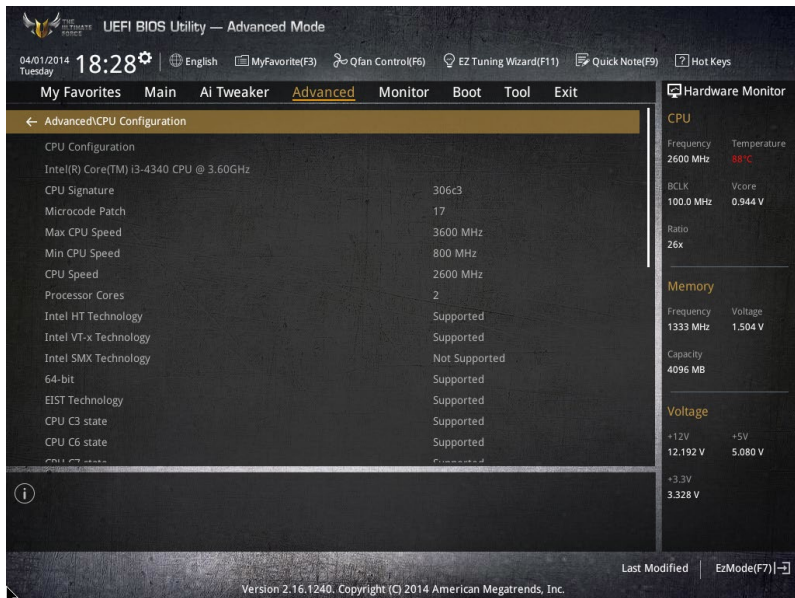 THE ULTIMATE FORCE
UEFI BIOS Utility — Advanced Mode
04/01/2014
Tuesday
18:28
English
MyFavorite(F3)
Qfan Control(F6)
EZ Tuning Wizard(F11)
Quick Note(F9)
? Hot Keys
My Favorites Main Ai Tweaker Advanced Monitor Boot Tool Exit
Advanced\CPU Configuration
CPU Configuration
Intel(R) Core(TM) i3-4340 CPU @ 3.60GHz
CPU Signature 306c3
Microcode Patch 17
Max CPU Speed 3600 MHz
Min CPU Speed 800 MHz
CPU Speed 2600 MHz
Processor Cores 2
Intel HT Technology Supported
Intel VT-x Technology Supported
Intel SMX Technology Not Supported
64-bit Supported
EIST Technology Supported
CPU C3 state Supported
CPU C6 state Supported
CPU C7 state Supported
Hardware Monitor
CPU
Frequency Temperature
2600 MHz 88°C
BCLK Vcore
100.0 MHz 0.944 V
Ratio
26x
Memory
Frequency Voltage
1333 MHz 1.504 V
Capacity
4096 MB
Voltage
+12V +5V
12.192 V 5.080 V
+3.3V
3.328 V
Last Modified
EzMode(F7)
Version 2.16.1240. Copyright (C) 2014 American Megatrends, Inc.